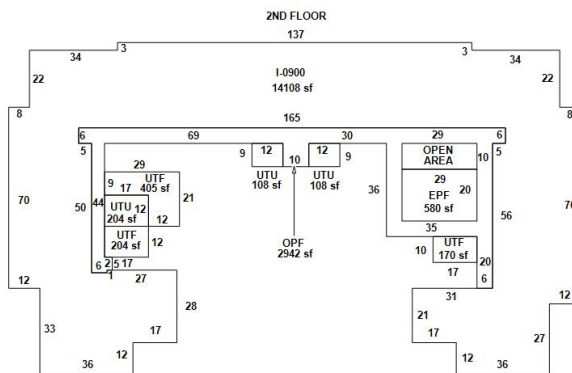 2ND FLOOR
137
3 3
34 34
22 I-0900 22
14108 sf
8 8
165
6 69 30 29 6
5 12 12 OPEN 5
9 10 9 AREA 10
29 UTU UTU 29
9 UTF 108 sf 108 sf EPF 20
17 405 sf 580 sf
70 50 44 UTU 12 21 36 56
204 sf 12 35
UTF 12 OPF 10 UTF
204 sf 2942 sf 170 sf 20
6 2 5 17 17 6
1 27 31
12 12
28 21
33 17 17 27
12 12
36 36